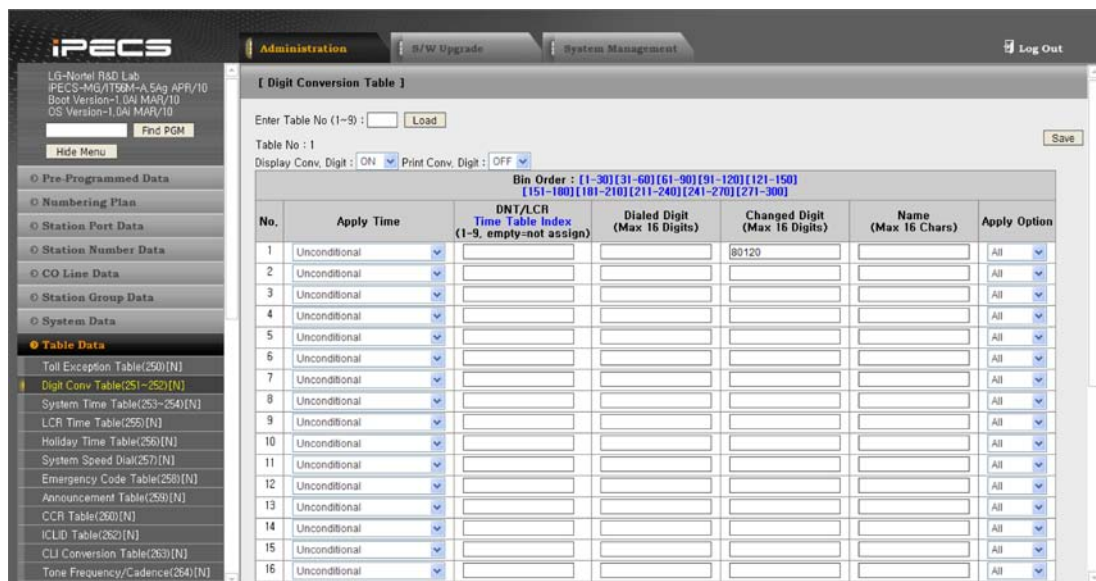 iPECS
Administration
S/W Upgrade
System Management
Log Out
LG-Nortel R&D Lab
iPECS-MG/IT56M-A.5Ag APR/10
Boot Version-1.0Al MAR/10
OS Version-1.0Al MAR/10
Find PGM
Hide Menu
Pre-Programmed Data
Numbering Plan
Station Port Data
Station Number Data
CO Line Data
Station Group Data
System Data
Table Data
Toll Exception Table(250)[N]
Digit Conv Table(251~252)[N]
System Time Table(253~254)[N]
LCR Time Table(255)[N]
Holiday Time Table(256)[N]
System Speed Dial(257)[N]
Emergency Code Table(258)[N]
Announcement Table(259)[N]
CCR Table(260)[N]
ICLID Table(262)[N]
CLI Conversion Table(263)[N]
Tone Frequency/Cadence(264)[N]
[ Digit Conversion Table ]
Enter Table No (1~9) : Load
Save
Table No : 1
Display Conv. Digit : ON Print Conv. Digit : OFF
Bin Order : [1-30][31-60][61-90][91-120][121-150]
[151-180][181-210][211-240][241-270][271-300]
No. Apply Time DNT/LCR Time Table Index (1-9, empty=not assign) Dialed Digit (Max 16 Digits) Changed Digit (Max 16 Digits) Name (Max 16 Chars) Apply Option
1 Unconditional 80120 All
2 Unconditional All
3 Unconditional All
4 Unconditional All
5 Unconditional All
6 Unconditional All
7 Unconditional All
8 Unconditional All
9 Unconditional All
10 Unconditional All
11 Unconditional All
12 Unconditional All
13 Unconditional All
14 Unconditional All
15 Unconditional All
16 Unconditional All